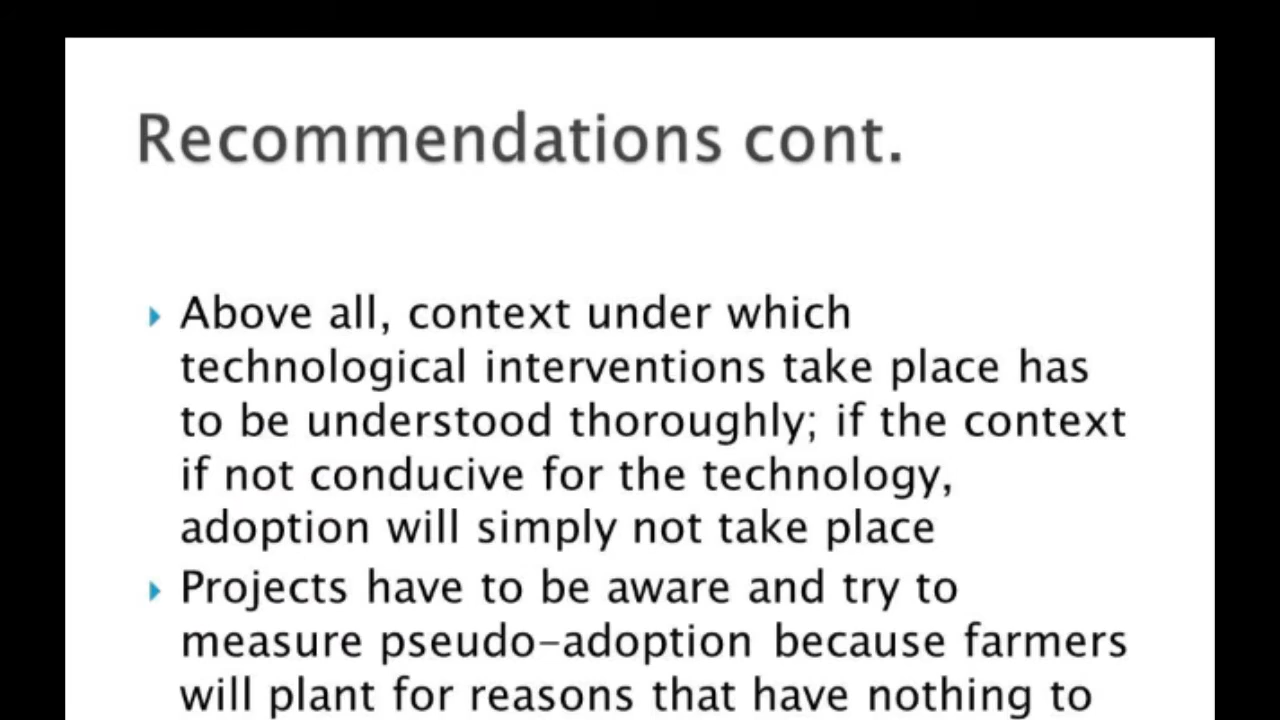 Recommendations cont.
Above all, context under which
technological interventions take place has
to be understood thoroughly; if the context
if not conducive for the technology,
adoption will simply not take place
Projects have to be aware and try to
measure pseudo-adoption because farmers
will plant for reasons that have nothing to